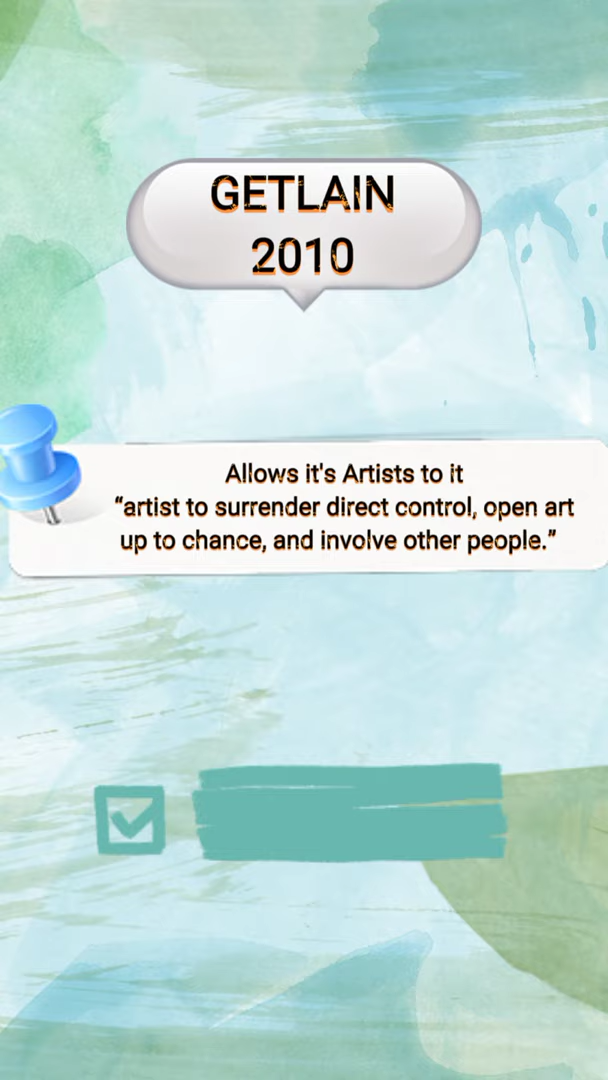 GETLAIN
2010
Allows it's Artists to it
“artist to surrender direct control, open art
up to chance, and involve other people.”